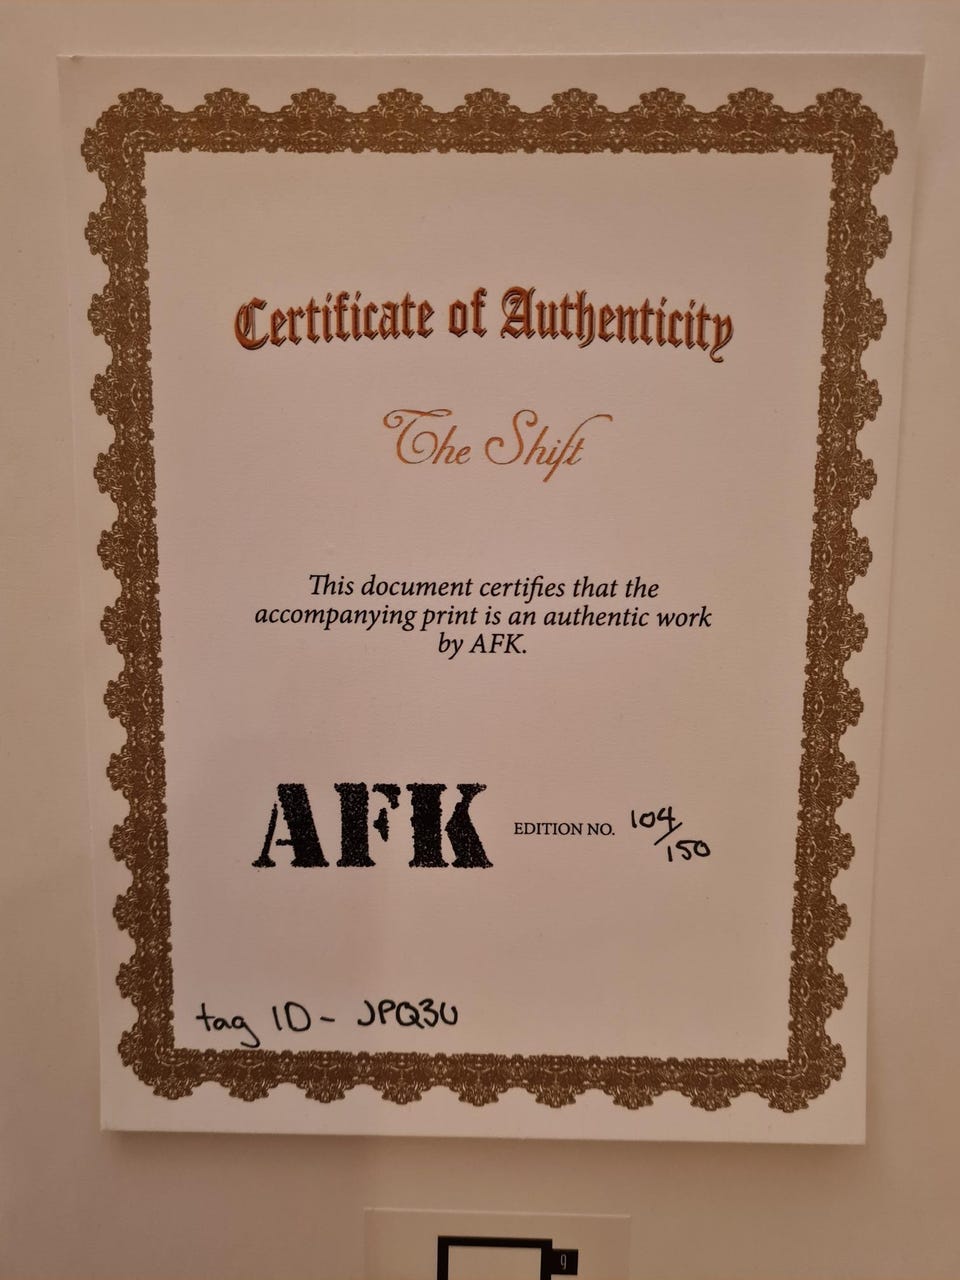 Certificate of Authenticity
The Shift
This document certifies that the
accompanying print is an authentic work
by AFK.
AFK EDITION NO. 104/150
tag ID - JPQ3U
9